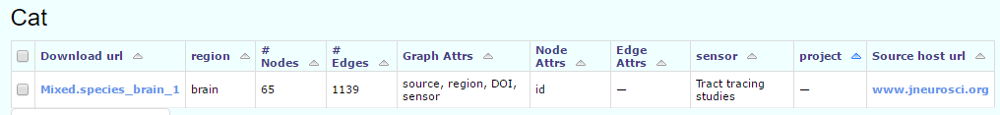 Cat
Download url region # Nodes # Edges Graph Attrs Node Attrs Edge Attrs sensor project Source host url
Mixed.species_brain_1 brain 65 1139 source, region, DOI, sensor id — Tract tracing studies — www.jneurosci.org